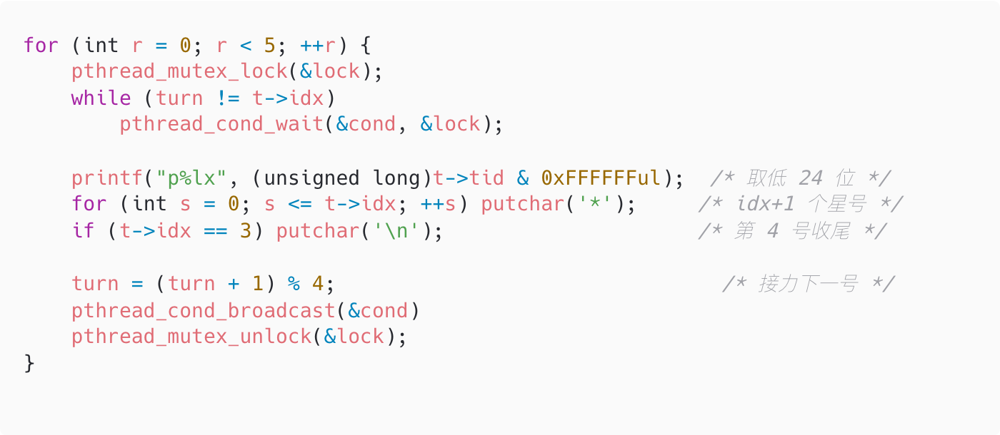 for (int r = 0; r < 5; ++r) {
    pthread_mutex_lock(&lock);
    while (turn != t->idx)
        pthread_cond_wait(&cond, &lock);

    printf("p%lx", (unsigned long)t->tid & 0xFFFFFFul);  /* 取低 24 位 */
    for (int s = 0; s <= t->idx; ++s) putchar('*');     /* idx+1 个星号 */
    if (t->idx == 3) putchar('\n');                     /* 第 4 号收尾 */

    turn = (turn + 1) % 4;                                /* 接力下一号 */
    pthread_cond_broadcast(&cond)
    pthread_mutex_unlock(&lock);
}